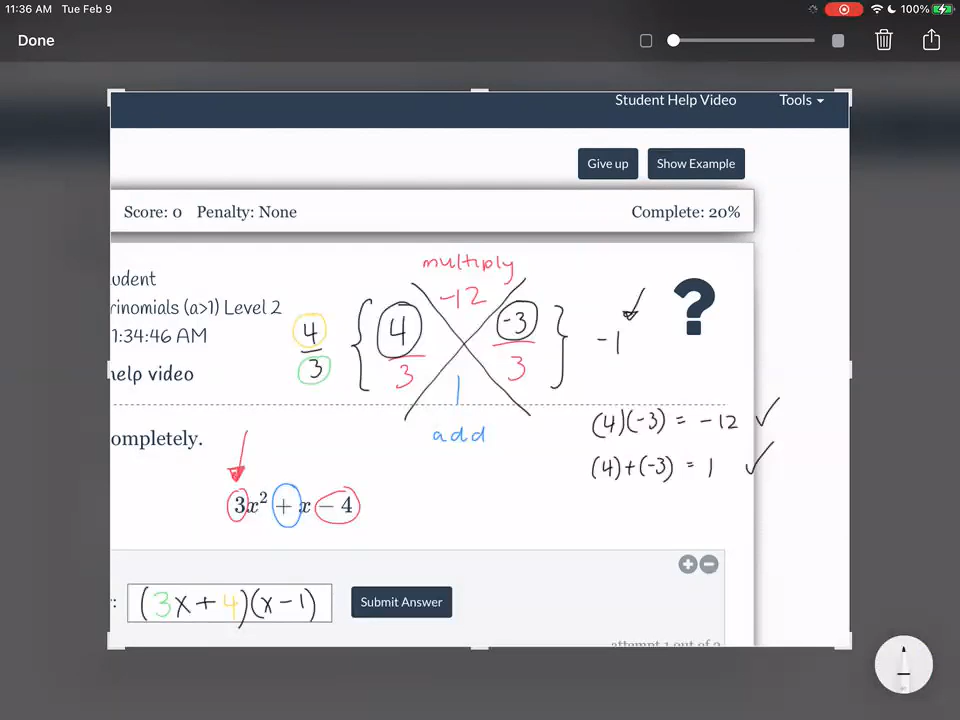 11:36 AM Tue Feb 9
100%
Done
Student Help Video Tools
Give up Show Example
Score: 0 Penalty: None Complete: 20%
multiply
udent
-12
rinomials (a>1) Level 2
4/3 { 4/3 -3/3 } -1
1:34:46 AM
help video
1
add
(4)(-3) = -12 ✓
ompletely.
(4)+(-3) = 1 ✓
3x² + x - 4
: (3x+4)(x-1) Submit Answer